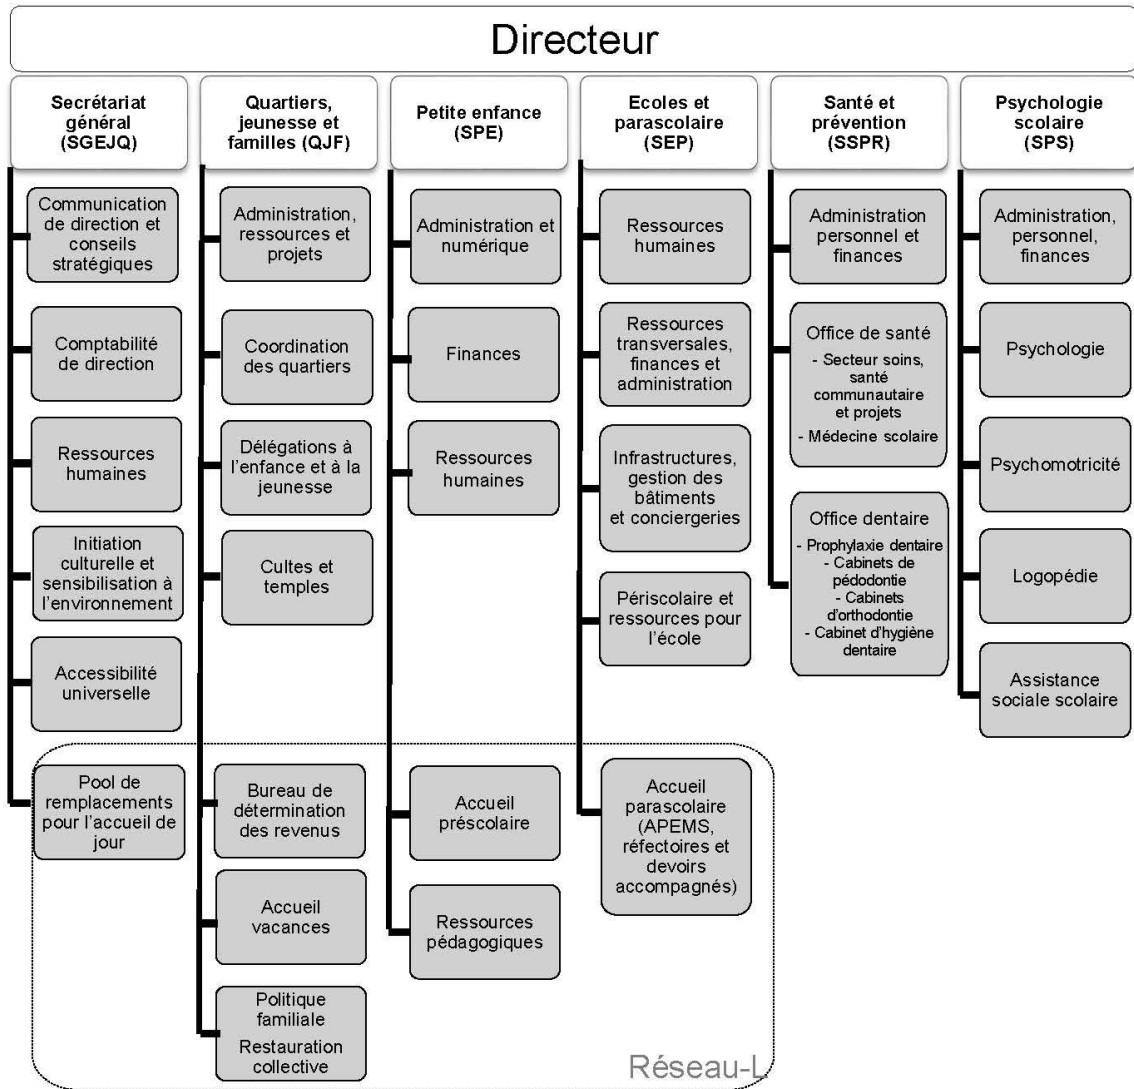 Directeur
Secrétariat
général
(SGEJQ)
Communication
de direction et
conseils
stratégiques
Comptabilité
de direction
Ressources
humaines
Initiation
culturelle et
sensibilisation à
l'environnement
Accessibilité
universelle
Pool de
remplacements
pour l'accueil de
jour
Quartiers,
jeunesse et
familles (QJF)
Administration,
ressources et
projets
Coordination
des quartiers
Délégations à
l'enfance et à la
jeunesse
Cultes et
temples
Bureau de
détermination
des revenus
Accueil
vacances
Politique
familiale
Restauration
collective
Petite enfance
(SPE)
Administration et
numérique
Finances
Ressources
humaines
Accueil
préscolaire
Ressources
pédagogiques
Ecoles et
parascolaire
(SEP)
Ressources
humaines
Ressources
transversales,
finances et
administration
Infrastructures,
gestion des
bâtiments
et conciergeries
Périscolaire et
ressources pour
l'école
Accueil
parascolaire
(APEMS,
réfectoires et
devoirs
accompagnés)
Santé et
prévention
(SSPR)
Administration
personnel et
finances
Office de santé
- Secteur soins,
santé
communautaire
et projets
- Médecine scolaire
Office dentaire
- Prophylaxie dentaire
- Cabinets de
pédodontie
- Cabinets
d'orthodontie
- Cabinet d'hygiène
dentaire
Psychologie
scolaire
(SPS)
Administration,
personnel,
finances
Psychologie
Psychomotricité
Logopédie
Assistance
sociale scolaire
Réseau-L